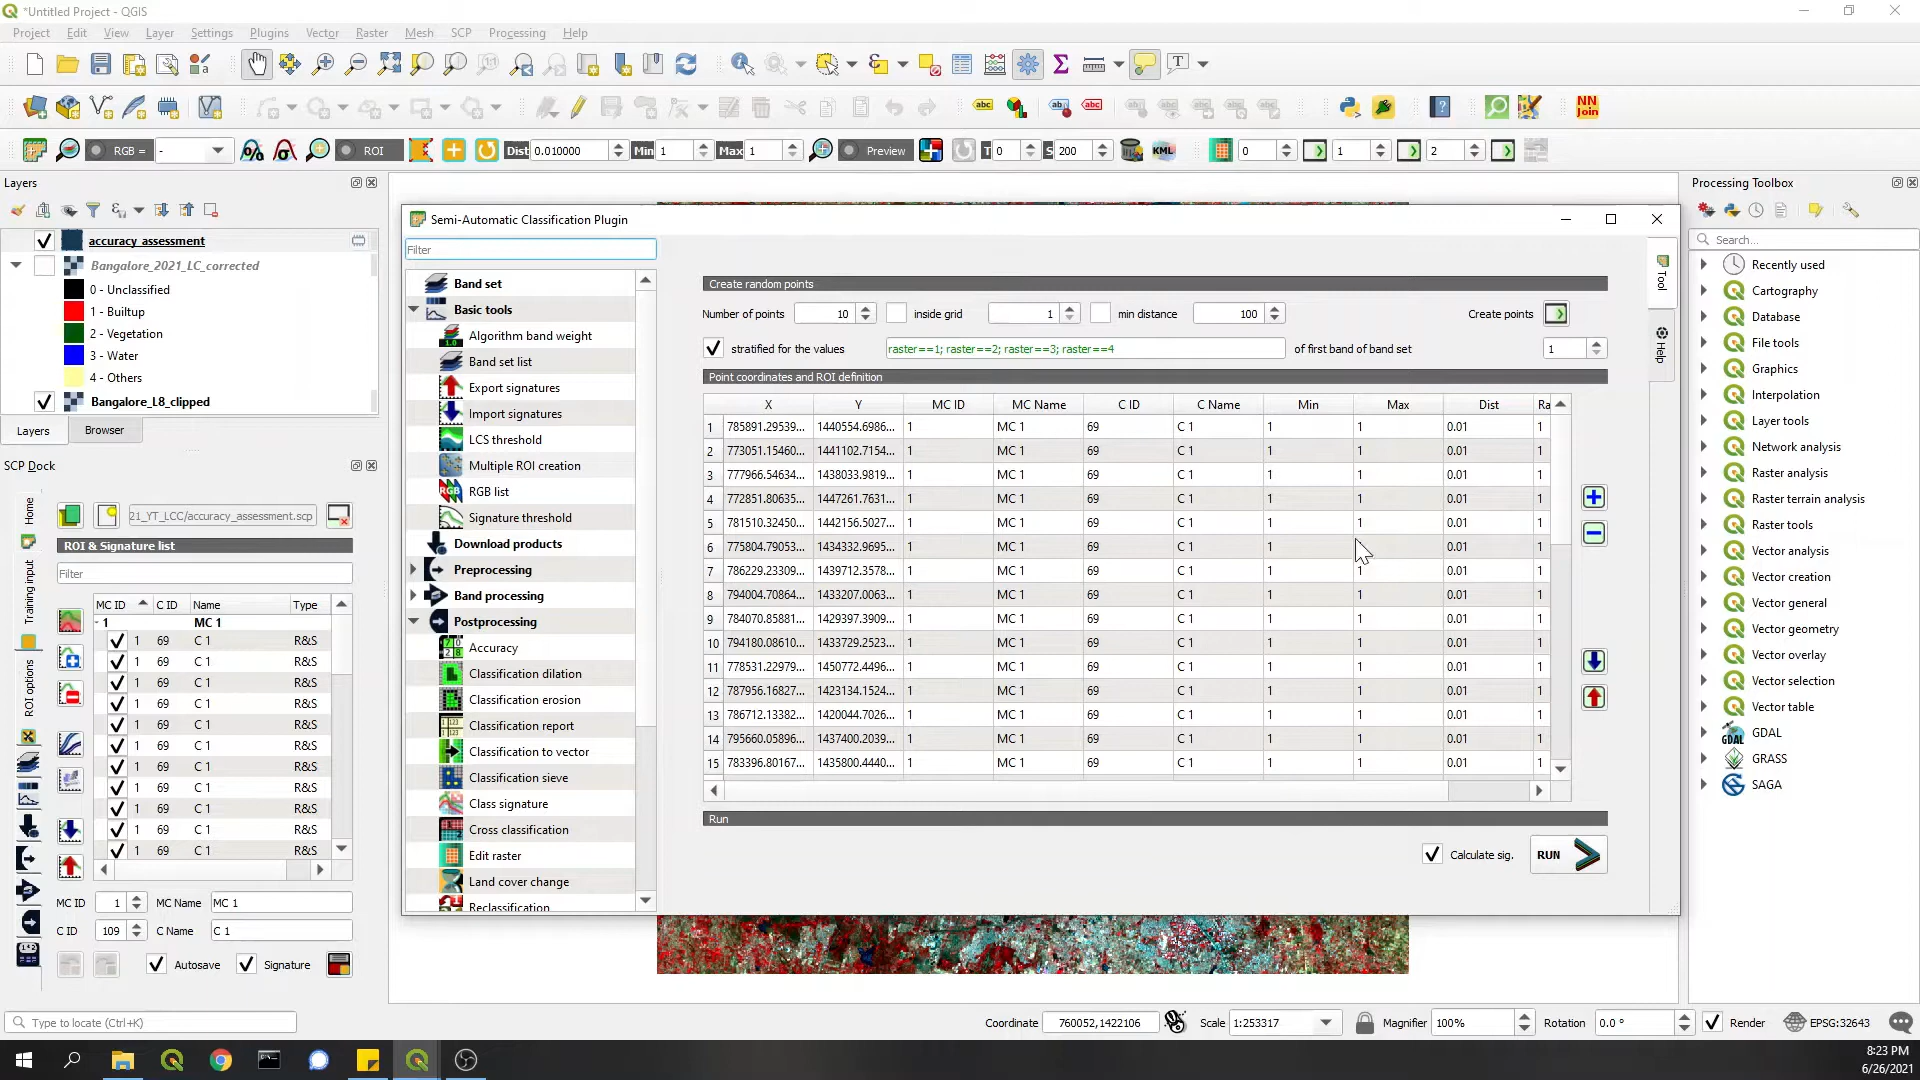 *Untitled Project - QGIS
Project Edit View Layer Settings Plugins Vector Raster Mesh SCP Processing Help
RGB = - ROI Dist 0.010000 Min 1 Max 1 Preview T 0 S 200 KML 0 1 2
NN Join
Layers
accuracy_assessment
Bangalore_2021_LC_corrected
0 - Unclassified
1 - Builtup
2 - Vegetation
3 - Water
4 - Others
Bangalore_L8_clipped
Layers Browser
SCP Dock
Home
Training input
ROI options
21_YT_LCC/accuracy_assessment.scp
ROI & Signature list
Filter
MC ID C ID Name Type
1 MC 1
1 69 C 1 R&S
1 69 C 1 R&S
1 69 C 1 R&S
1 69 C 1 R&S
1 69 C 1 R&S
1 69 C 1 R&S
1 69 C 1 R&S
1 69 C 1 R&S
1 69 C 1 R&S
1 69 C 1 R&S
1 69 C 1 R&S
MC ID 1 MC Name MC 1
C ID 109 C Name C 1
Autosave Signature
Semi-Automatic Classification Plugin
Filter
Band set
Basic tools
Algorithm band weight
Band set list
Export signatures
Import signatures
LCS threshold
Multiple ROI creation
RGB list
Signature threshold
Download products
Preprocessing
Band processing
Postprocessing
Accuracy
Classification dilation
Classification erosion
Classification report
Classification to vector
Classification sieve
Class signature
Cross classification
Edit raster
Land cover change
Reclassification
Create random points
Number of points 10 inside grid 1 min distance 100 Create points
stratified for the values raster==1; raster==2; raster==3; raster==4 of first band of band set 1
Point coordinates and ROI definition
X Y MC ID MC Name C ID C Name Min Max Dist Ra
1 785891.29539... 1440554.6986... 1 MC 1 69 C 1 1 1 0.01 1
2 773051.15460... 1441102.7154... 1 MC 1 69 C 1 1 1 0.01 1
3 777966.54634... 1438033.9819... 1 MC 1 69 C 1 1 1 0.01 1
4 772851.80635... 1447261.7631... 1 MC 1 69 C 1 1 1 0.01 1
5 781510.32450... 1442156.5027... 1 MC 1 69 C 1 1 1 0.01 1
6 775804.79053... 1434332.9695... 1 MC 1 69 C 1 1 1 0.01 1
7 786229.23309... 1439712.3578... 1 MC 1 69 C 1 1 1 0.01 1
8 794004.70864... 1433207.0063... 1 MC 1 69 C 1 1 1 0.01 1
9 784070.85881... 1429397.3909... 1 MC 1 69 C 1 1 1 0.01 1
10 794180.08610... 1433729.2523... 1 MC 1 69 C 1 1 1 0.01 1
11 778531.22979... 1450772.4496... 1 MC 1 69 C 1 1 1 0.01 1
12 787956.16827... 1423134.1524... 1 MC 1 69 C 1 1 1 0.01 1
13 786712.13382... 1420044.7026... 1 MC 1 69 C 1 1 1 0.01 1
14 795660.05896... 1437400.2039... 1 MC 1 69 C 1 1 1 0.01 1
15 783396.80167... 1435800.4440... 1 MC 1 69 C 1 1 1 0.01 1
Run
Calculate sig. RUN
Tool
Help
Processing Toolbox
Search...
Recently used
Cartography
Database
File tools
Graphics
Interpolation
Layer tools
Network analysis
Raster analysis
Raster terrain analysis
Raster tools
Vector analysis
Vector creation
Vector general
Vector geometry
Vector overlay
Vector selection
Vector table
GDAL
GRASS
SAGA
Type to locate (Ctrl+K)
Coordinate 760052,1422106 Scale 1:253317 Magnifier 100% Rotation 0.0 ° Render EPSG:32643
8:23 PM
6/26/2021